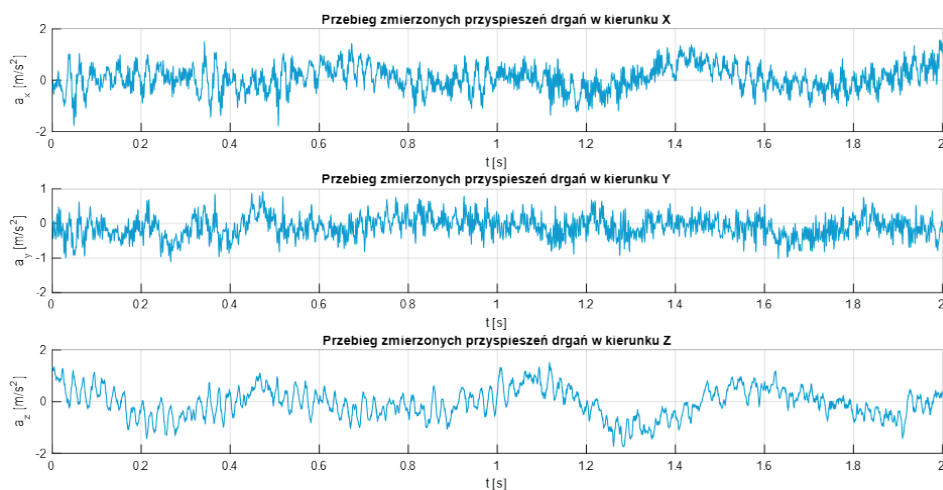 Przebieg zmierzonych przyspieszeń drgań w kierunku X
2
0
-2
a_x [m/s²]
0 0.2 0.4 0.6 0.8 1 1.2 1.4 1.6 1.8 2
t [s]
Przebieg zmierzonych przyspieszeń drgań w kierunku Y
1
0
-1
-2
a_y [m/s²]
0 0.2 0.4 0.6 0.8 1 1.2 1.4 1.6 1.8 2
t [s]
Przebieg zmierzonych przyspieszeń drgań w kierunku Z
2
0
-2
a_z [m/s²]
0 0.2 0.4 0.6 0.8 1 1.2 1.4 1.6 1.8 2
t [s]